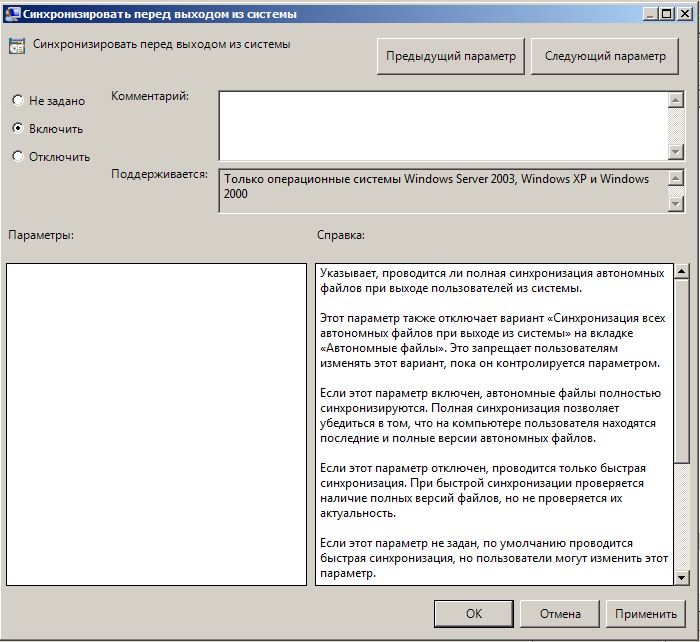 Синхронизировать перед выходом из системы
Синхронизировать перед выходом из системы
Предыдущий параметр
Следующий параметр
Не задано
Включить
Отключить
Комментарий:
Поддерживается:
Только операционные системы Windows Server 2003, Windows XP и Windows
2000
Параметры:
Справка:
Указывает, проводится ли полная синхронизация автономных
файлов при выходе пользователей из системы.
Этот параметр также отключает вариант «Синхронизация всех
автономных файлов при выходе из системы» на вкладке
«Автономные файлы». Это запрещает пользователям
изменять этот вариант, пока он контролируется параметром.
Если этот параметр включен, автономные файлы полностью
синхронизируются. Полная синхронизация позволяет
убедиться в том, что на компьютере пользователя находятся
последние и полные версии автономных файлов.
Если этот параметр отключен, проводится только быстрая
синхронизация. При быстрой синхронизации проверяется
наличие полных версий файлов, но не проверяется их
актуальность.
Если этот параметр не задан, по умолчанию проводится
быстрая синхронизация, но пользователи могут изменить этот
параметр.
ОК
Отмена
Применить